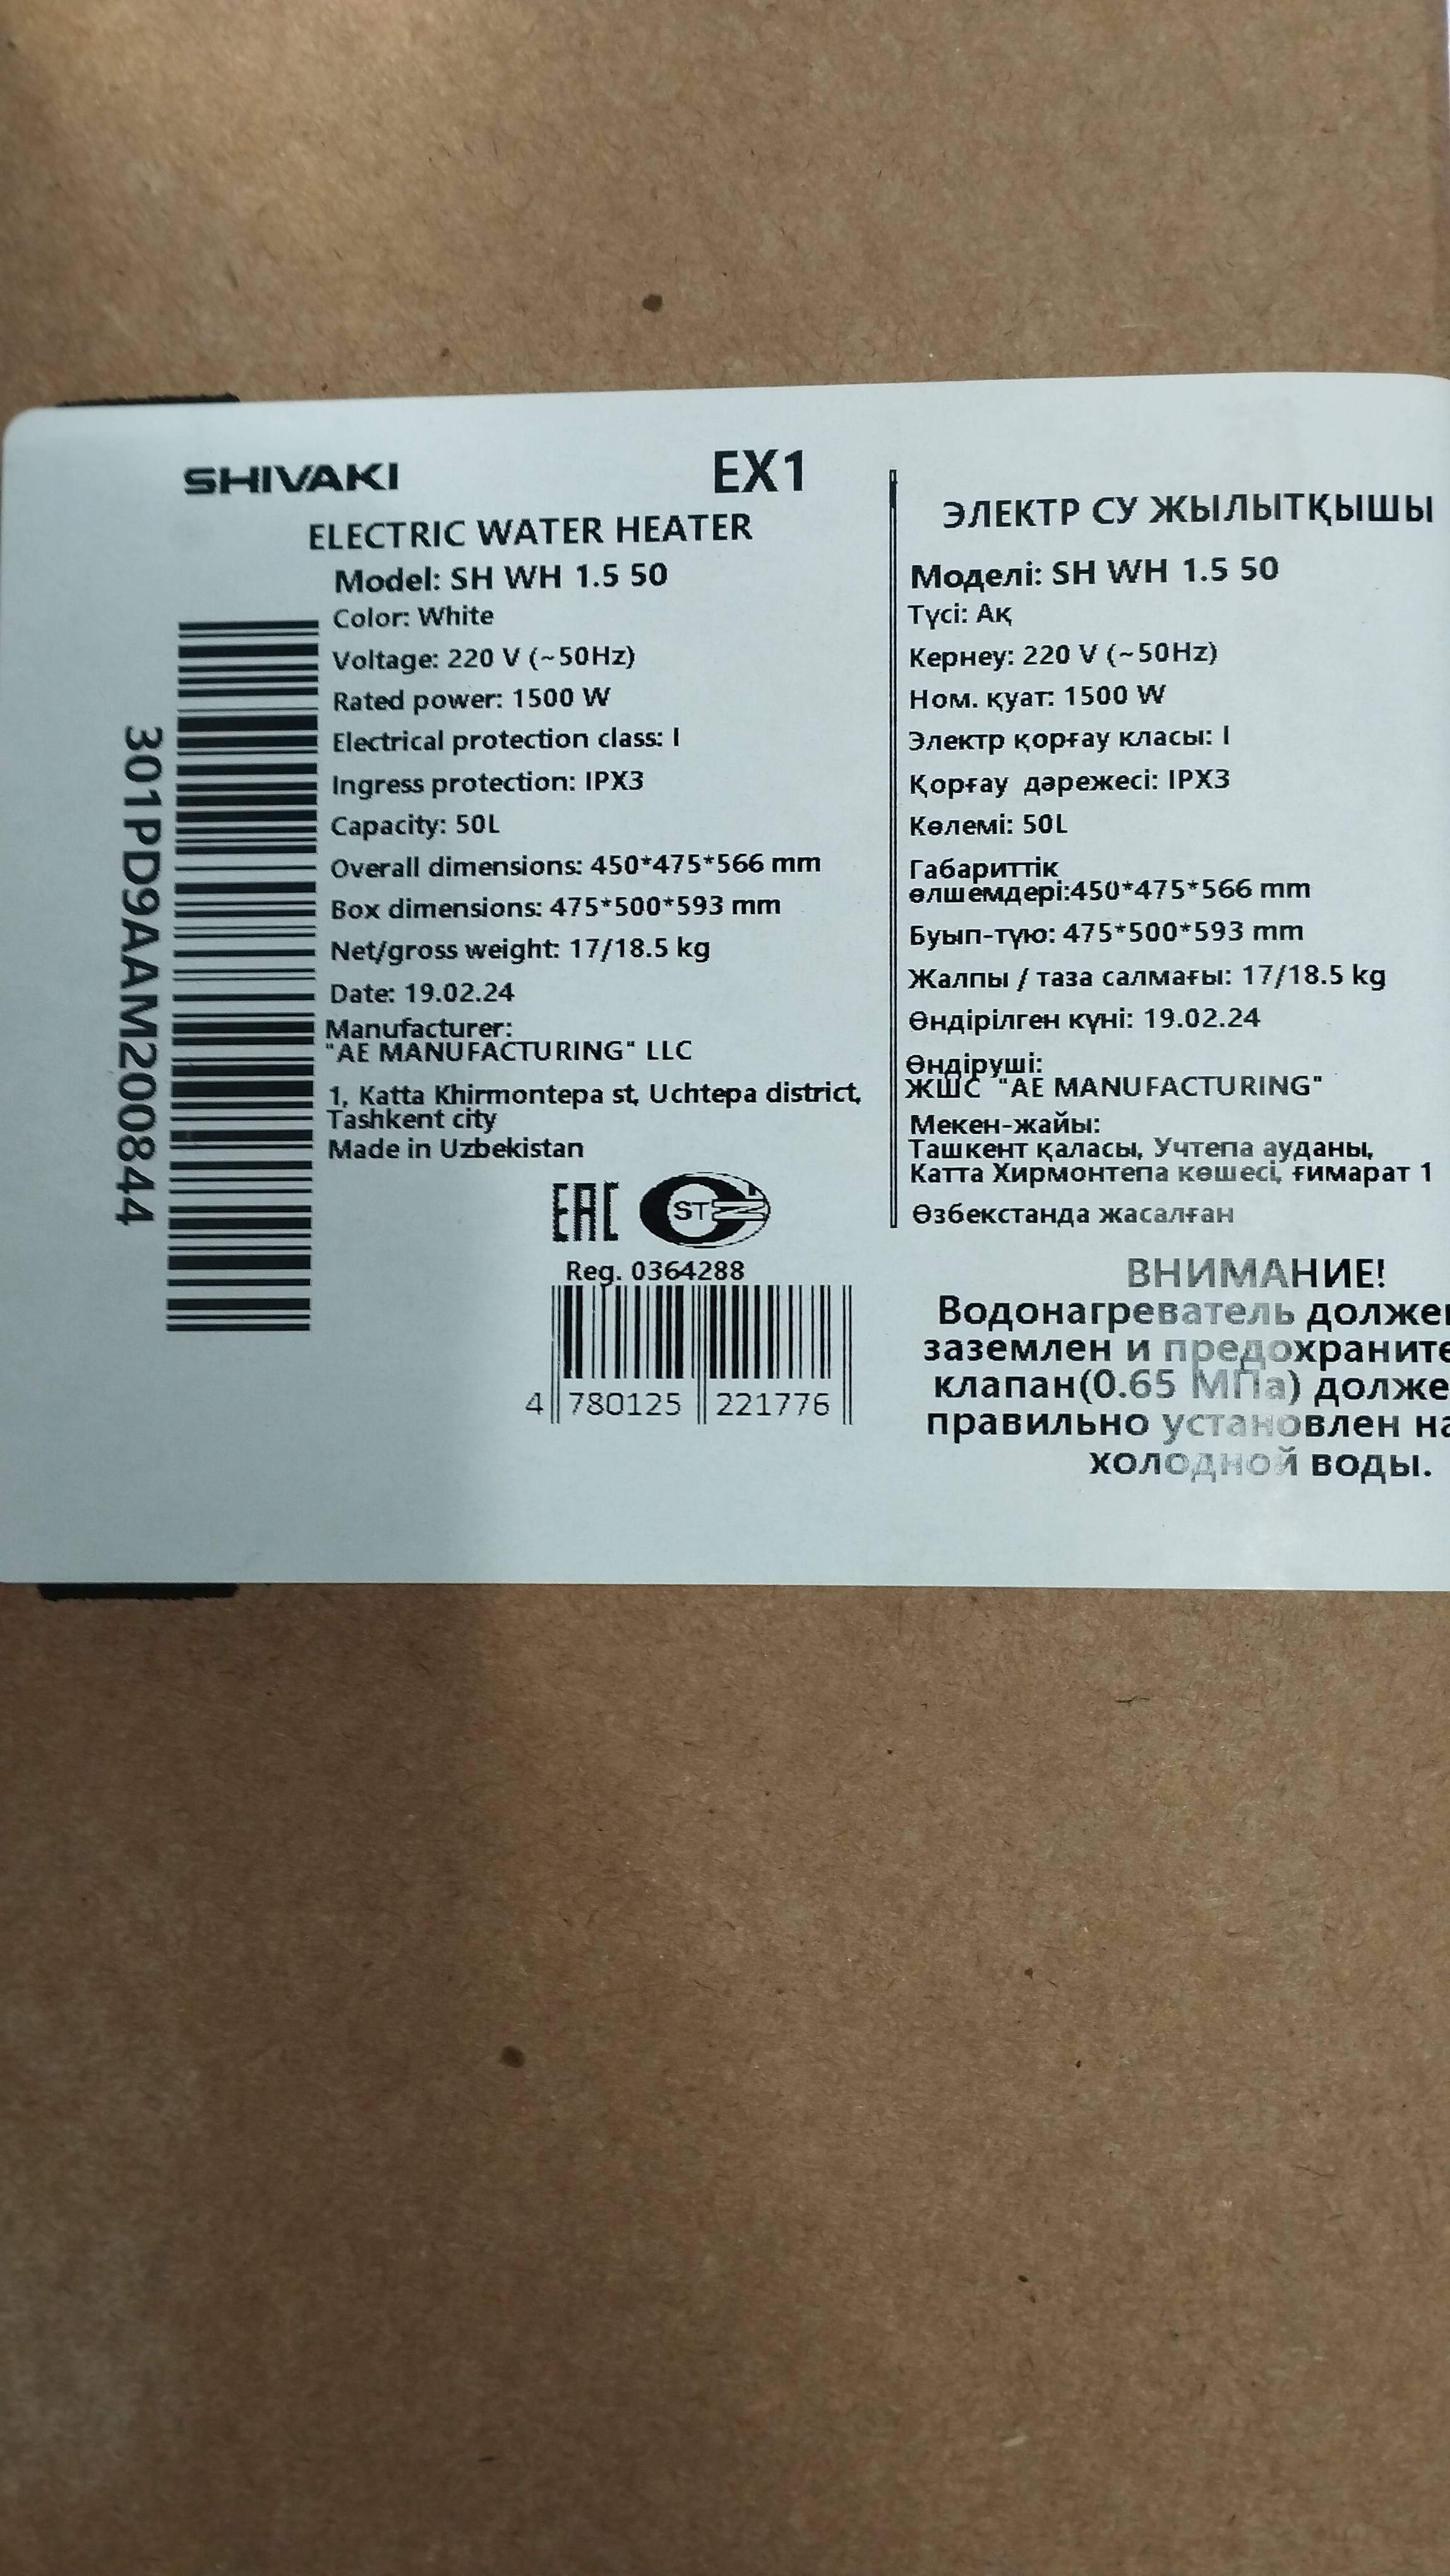 SHIVAKI
EX1
ELECTRIC WATER HEATER
Model: SH WH 1.5 50
Color: White
Voltage: 220 V (~50Hz)
Rated power: 1500 W
Electrical protection class: I
Ingress protection: IPX3
Capacity: 50L
Overall dimensions: 450*475*566 mm
Box dimensions: 475*500*593 mm
Net/gross weight: 17/18.5 kg
Date: 19.02.24
Manufacturer:
"AE MANUFACTURING" LLC
1, Katta Khirmontepa st, Uchtepa district,
Tashkent city
Made in Uzbekistan
EAC
ST
Reg. 0364288
4 780125 221776
301PD9AAM200844
ЭЛЕКТР СУ ЖЫЛЫТҚЫШЫ
Моделі: SH WH 1.5 50
Түсі: Ақ
Кернеу: 220 V (~50Hz)
Ном. қуат: 1500 W
Электр қорғау класы: I
Қорғау дәрежесі: IPX3
Көлемі: 50L
Габариттік
өлшемдері:450*475*566 mm
Буып-түю: 475*500*593 mm
Жалпы / таза салмағы: 17/18.5 kg
Өндірілген күні: 19.02.24
Өндіруші:
ЖШС "AE MANUFACTURING"
Мекен-жайы:
Ташкент қаласы, Учтепа ауданы,
Катта Хирмонтепа көшесі, ғимарат 1
Өзбекстанда жасалған
ВНИМАНИЕ!
Водонагреватель
заземлен и
клапан(0.65 МПа)
правильно установлен на
холодной воды.